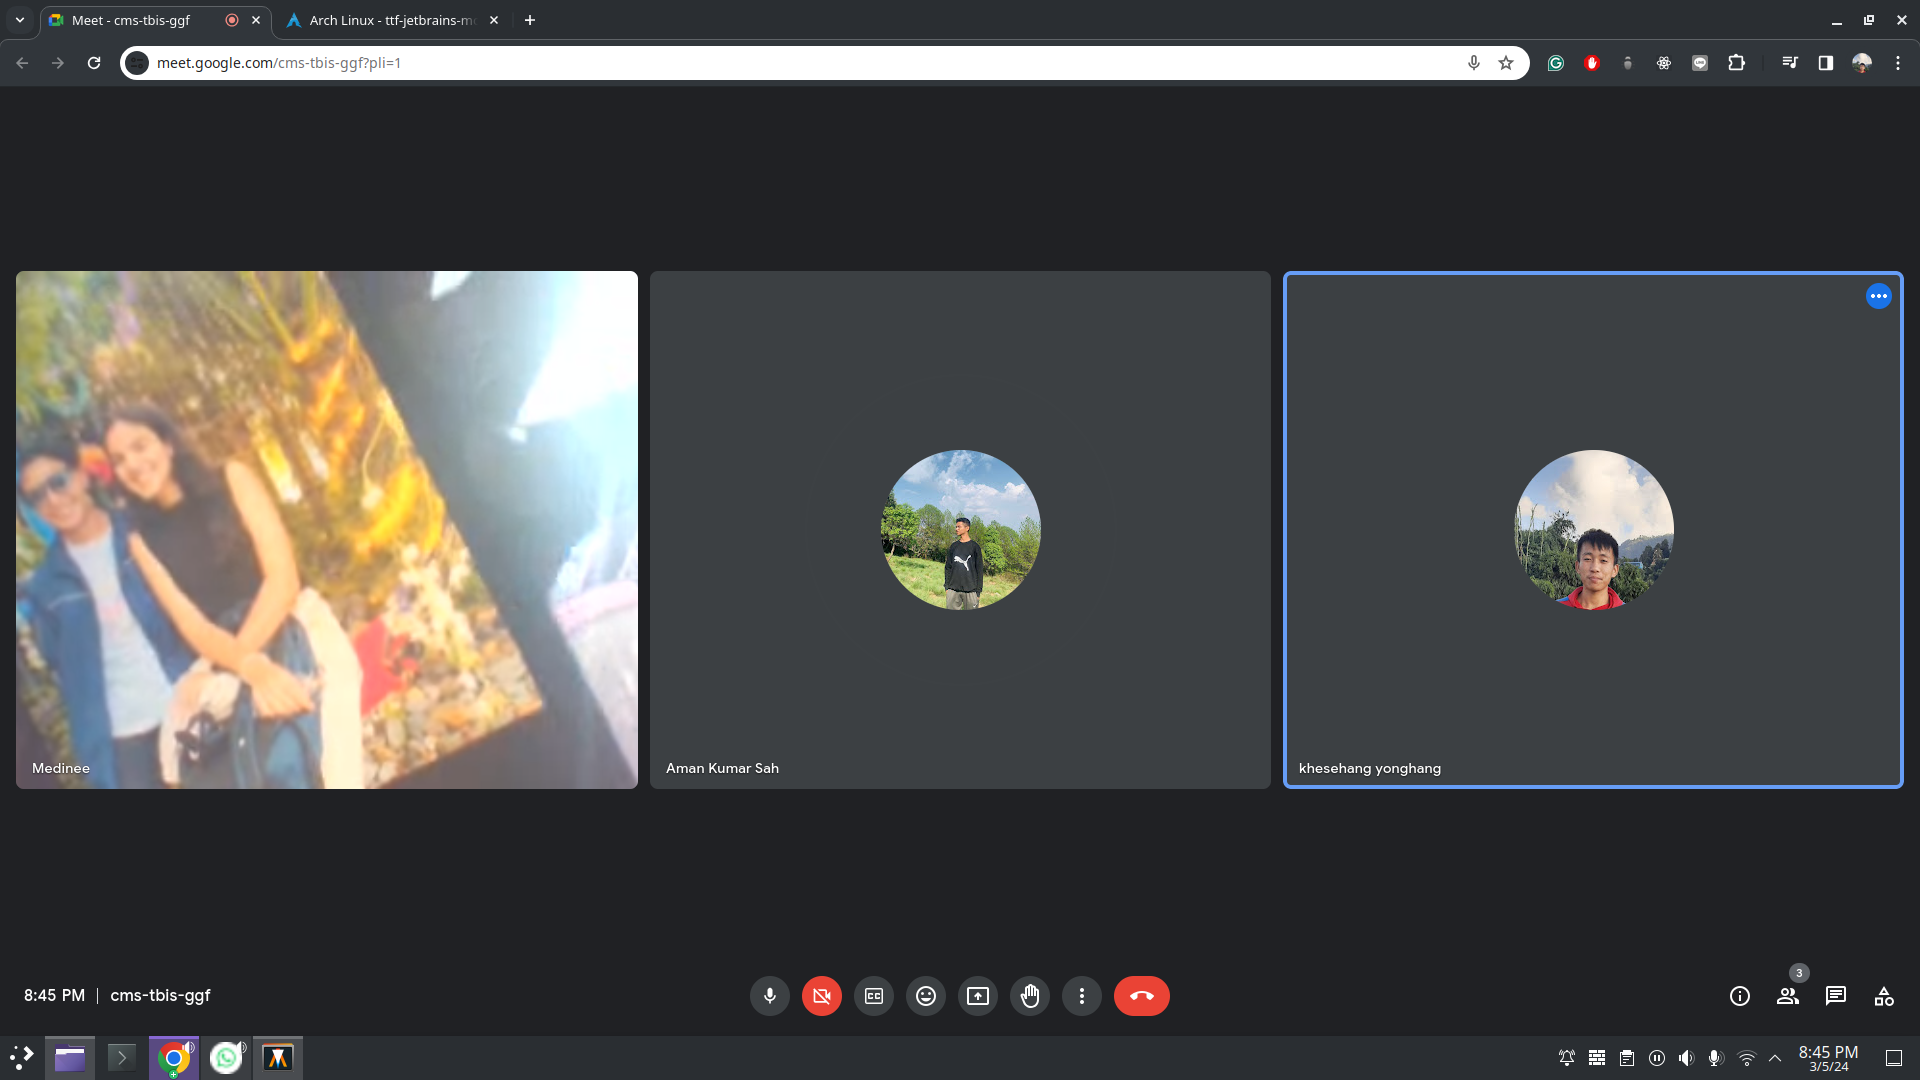 Meet - cms-tbis-ggf
Arch Linux - ttf-jetbrains-m
meet.google.com/cms-tbis-ggf?pli=1
Medinee
Aman Kumar Sah
khesehang yonghang
8:45 PM | cms-tbis-ggf
CC
3
8:45 PM
3/5/24